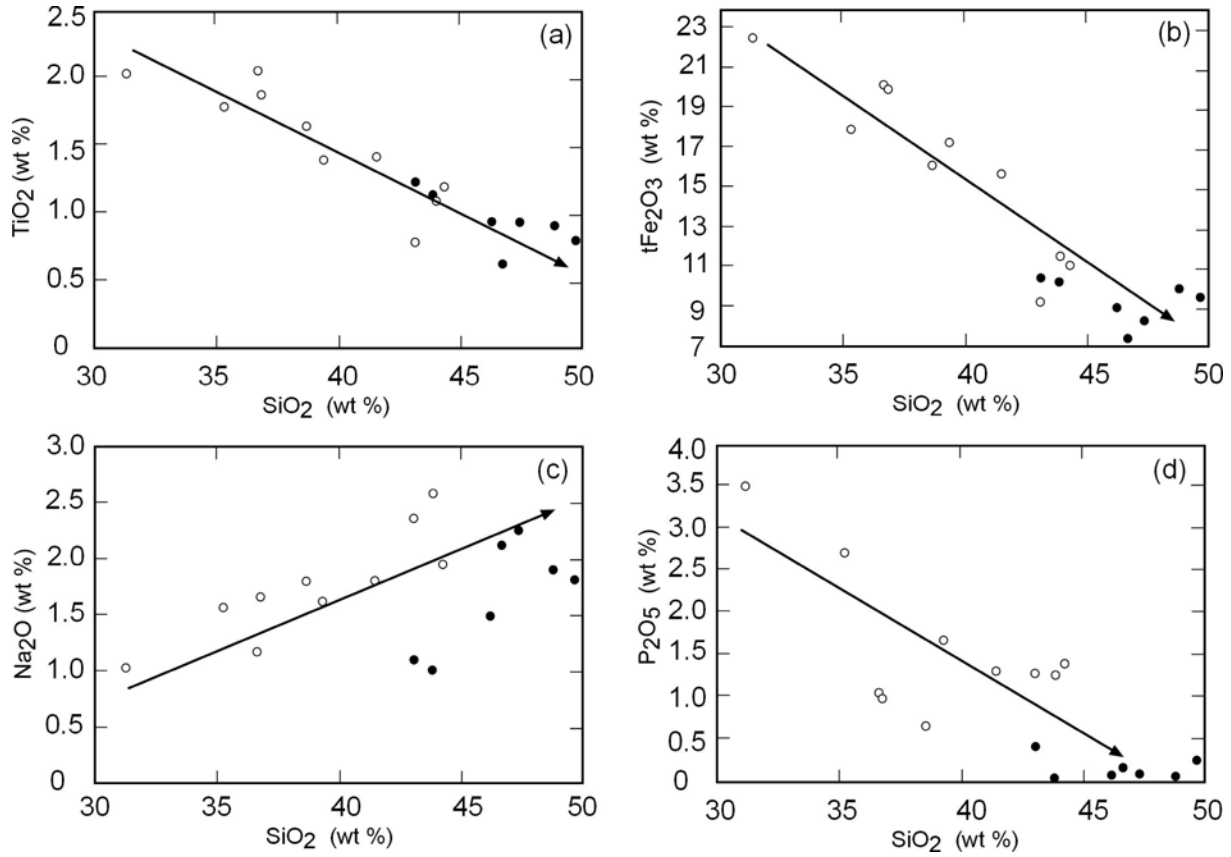 (a)
TiO2 (wt %)
2.5
2.0
1.5
1.0
0.5
0
30 35 40 45 50
SiO2 (wt %)
(b)
tFe2O3 (wt %)
23
21
19
17
15
13
11
9
7
30 35 40 45 50
SiO2 (wt %)
(c)
Na2O (wt %)
3.0
2.5
2.0
1.5
1.0
0.5
0
30 35 40 45 50
SiO2 (wt %)
(d)
P2O5 (wt %)
4.0
3.5
3.0
2.5
2.0
1.5
1.0
0.5
0
30 35 40 45 50
SiO2 (wt %)